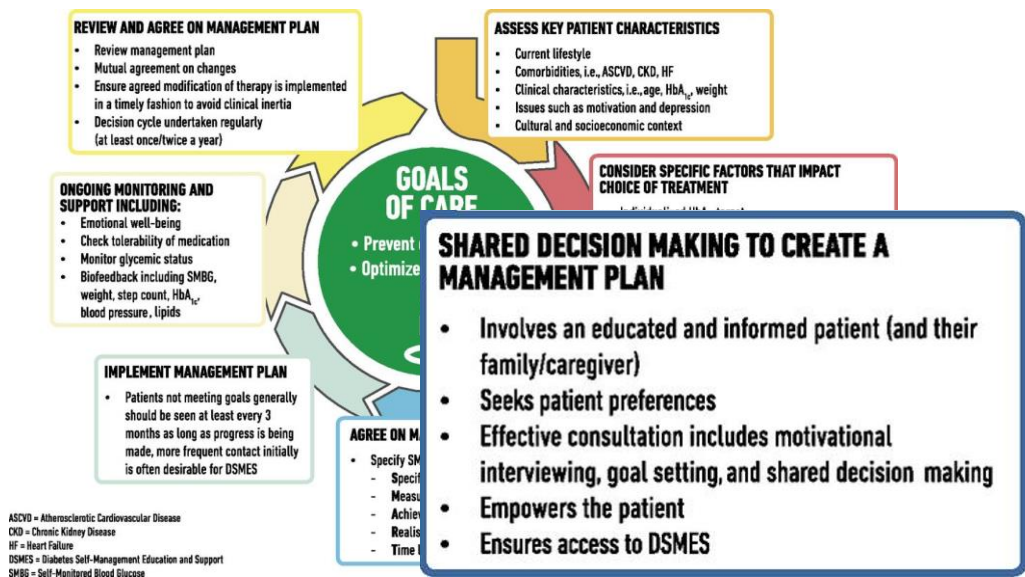 REVIEW AND AGREE ON MANAGEMENT PLAN
• Review management plan
• Mutual agreement on changes
• Ensure agreed modification of therapy is implemented
in a timely fashion to avoid clinical inertia
• Decision cycle undertaken regularly
(at least once/twice a year)
ASSESS KEY PATIENT CHARACTERISTICS
• Current lifestyle
• Comorbidities, i.e., ASCVD, CKD, HF
• Clinical characteristics, i.e., age, HbA1c, weight
• Issues such as motivation and depression
• Cultural and socioeconomic context
CONSIDER SPECIFIC FACTORS THAT IMPACT
CHOICE OF TREATMENT
GOALS
OF CARE
• Prevent
• Optimize
ONGOING MONITORING AND
SUPPORT INCLUDING:
• Emotional well-being
• Check tolerability of medication
• Monitor glycemic status
• Biofeedback including SMBG,
weight, step count, HbA1c,
blood pressure, lipids
SHARED DECISION MAKING TO CREATE A
MANAGEMENT PLAN
• Involves an educated and informed patient (and their
family/caregiver)
• Seeks patient preferences
• Effective consultation includes motivational
interviewing, goal setting, and shared decision making
• Empowers the patient
• Ensures access to DSMES
IMPLEMENT MANAGEMENT PLAN
• Patients not meeting goals generally
should be seen at least every 3
months as long as progress is being
made, more frequent contact initially
is often desirable for DSMES
AGREE ON
• Specify
- Specif
- Measu
- Achiev
- Realis
- Time
ASCVD = Atherosclerotic Cardiovascular Disease
CKD = Chronic Kidney Disease
HF = Heart Failure
DSMES = Diabetes Self-Management Education and Support
SMBG = Self-Monitored Blood Glucose